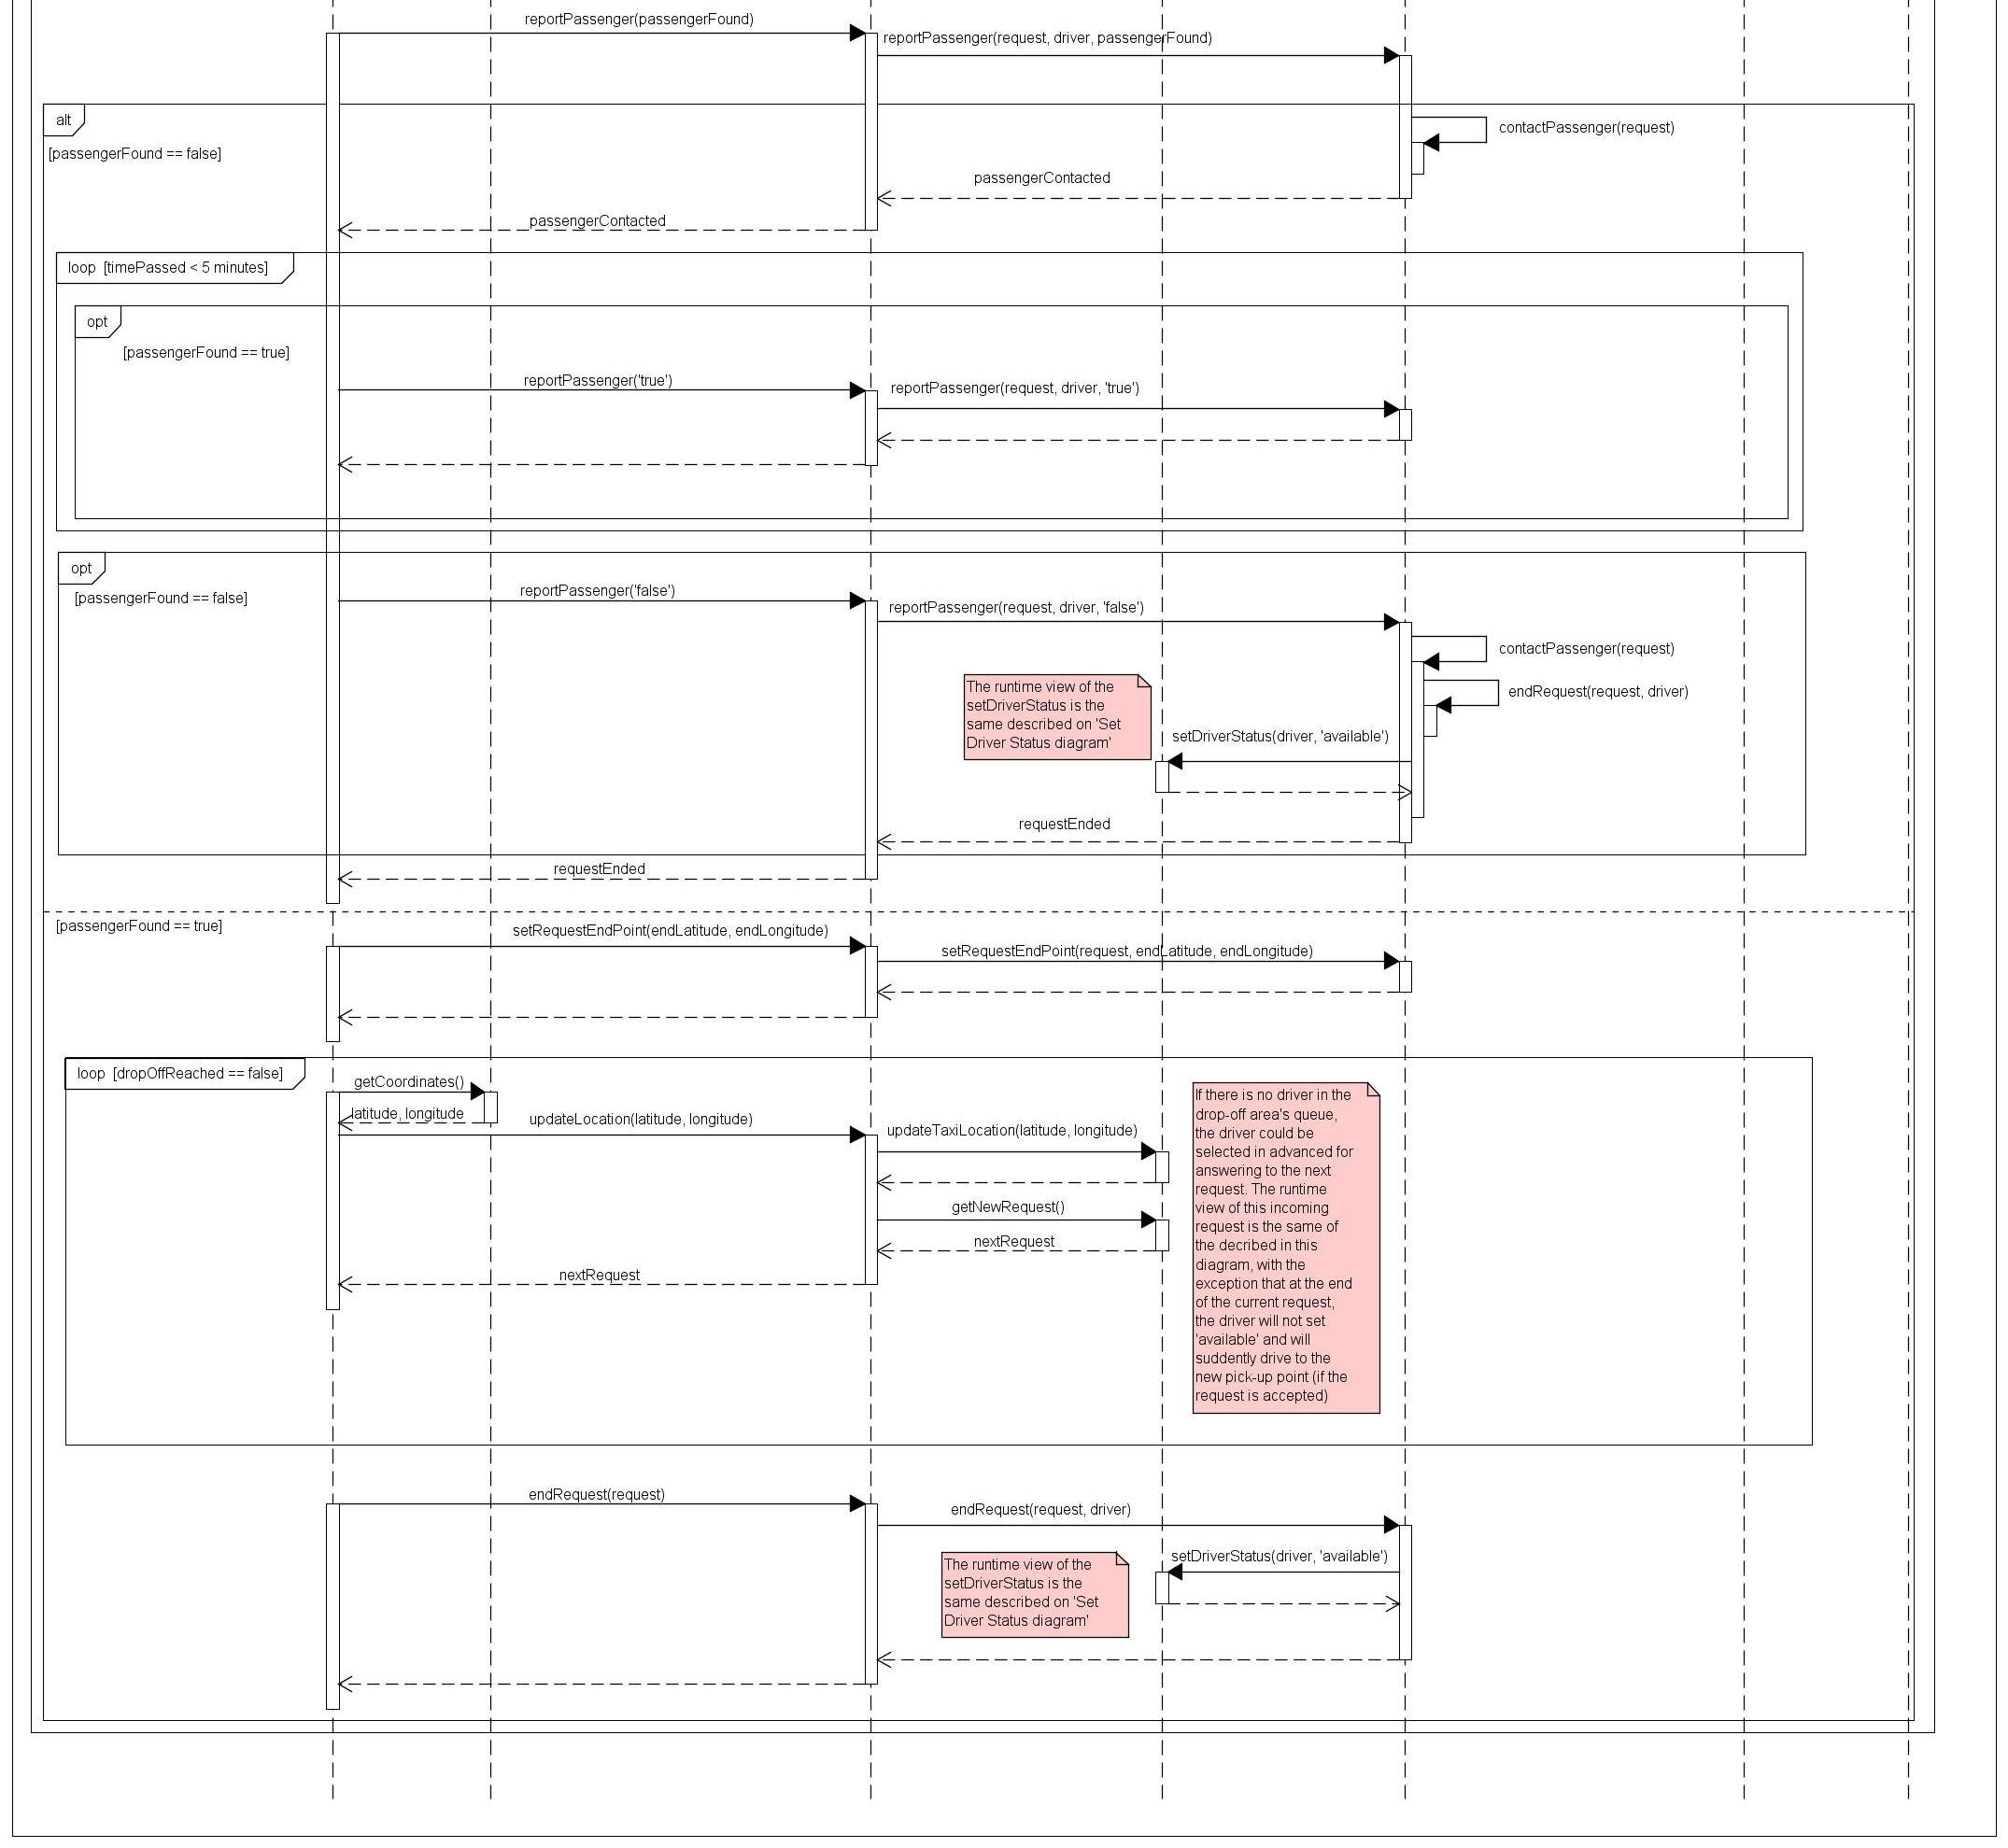 reportPassenger(passengerFound)
reportPassenger(request, driver, passengerFound)
alt
contactPassenger(request)
[passengerFound == false]
passengerContacted
passengerContacted
loop [timePassed < 5 minutes]
opt
[passengerFound == true]
reportPassenger('true')
reportPassenger(request, driver, 'true')
opt
[passengerFound == false]
reportPassenger('false')
reportPassenger(request, driver, 'false')
contactPassenger(request)
endRequest(request, driver)
The runtime view of the
setDriverStatus is the
same described on 'Set
Driver Status diagram'
setDriverStatus(driver, 'available')
requestEnded
requestEnded
[passengerFound == true]
setRequestEndPoint(endLatitude, endLongitude)
setRequestEndPoint(request, endLatitude, endLongitude)
loop [dropOffReached == false]
getCoordinates()
latitude, longitude
updateLocation(latitude, longitude)
updateTaxiLocation(latitude, longitude)
getNewRequest()
nextRequest
nextRequest
If there is no driver in the
drop-off area's queue,
the driver could be
selected in advanced for
answering to the next
request. The runtime
view of this incoming
request is the same of
the decribed in this
diagram, with the
exception that at the end
of the current request,
the driver will not set
'available' and will
suddently drive to the
new pick-up point (if the
request is accepted)
endRequest(request)
endRequest(request, driver)
setDriverStatus(driver, 'available')
The runtime view of the
setDriverStatus is the
same described on 'Set
Driver Status diagram'